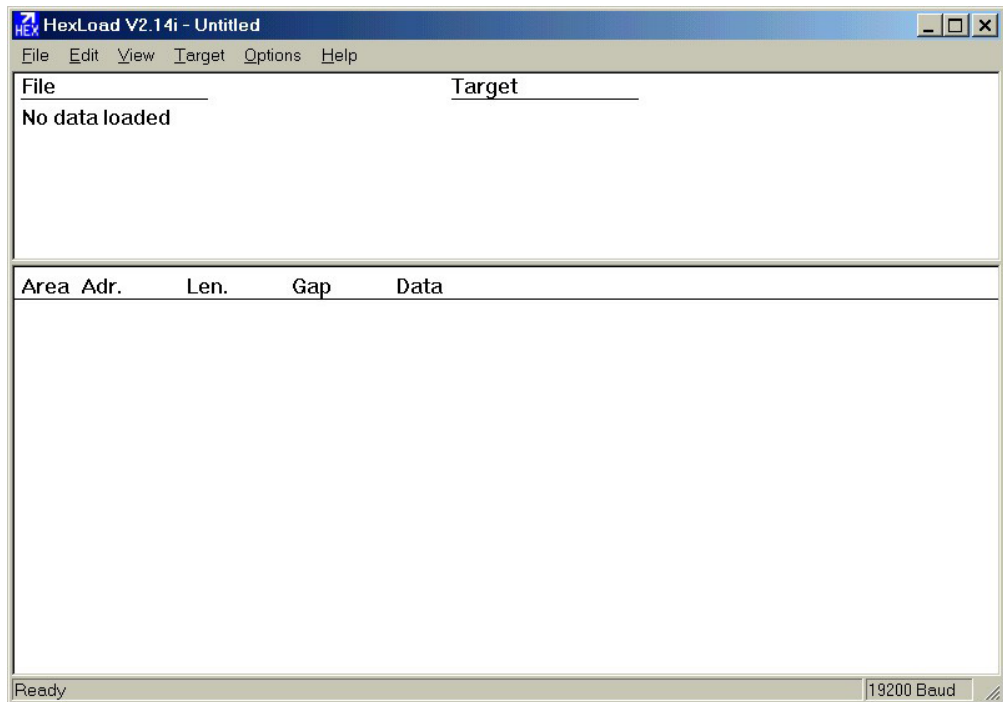 HEX HexLoad V2.14i - Untitled
File Edit View Target Options Help
File Target
No data loaded
Area Adr. Len. Gap Data
Ready 19200 Baud